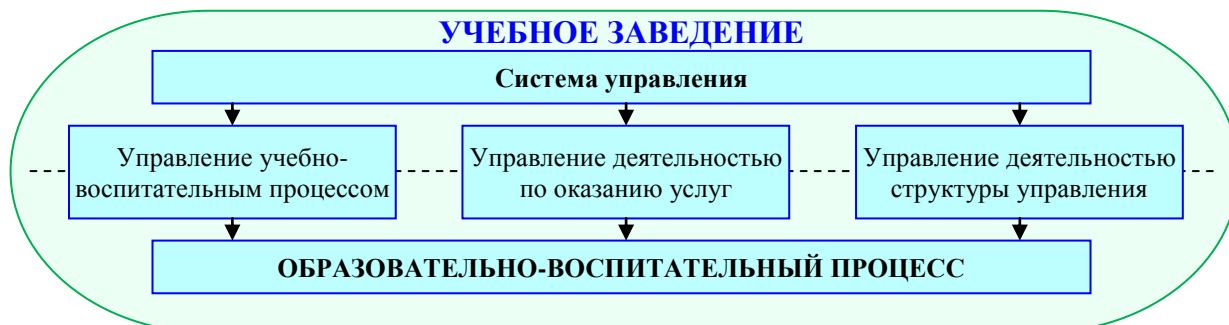 УЧЕБНОЕ ЗАВЕДЕНИЕ
Система управления
Управление учебно-
воспитательным процессом
Управление деятельностью
по оказанию услуг
Управление деятельностью
структуры управления
ОБРАЗОВАТЕЛЬНО-ВОСПИТАТЕЛЬНЫЙ ПРОЦЕСС